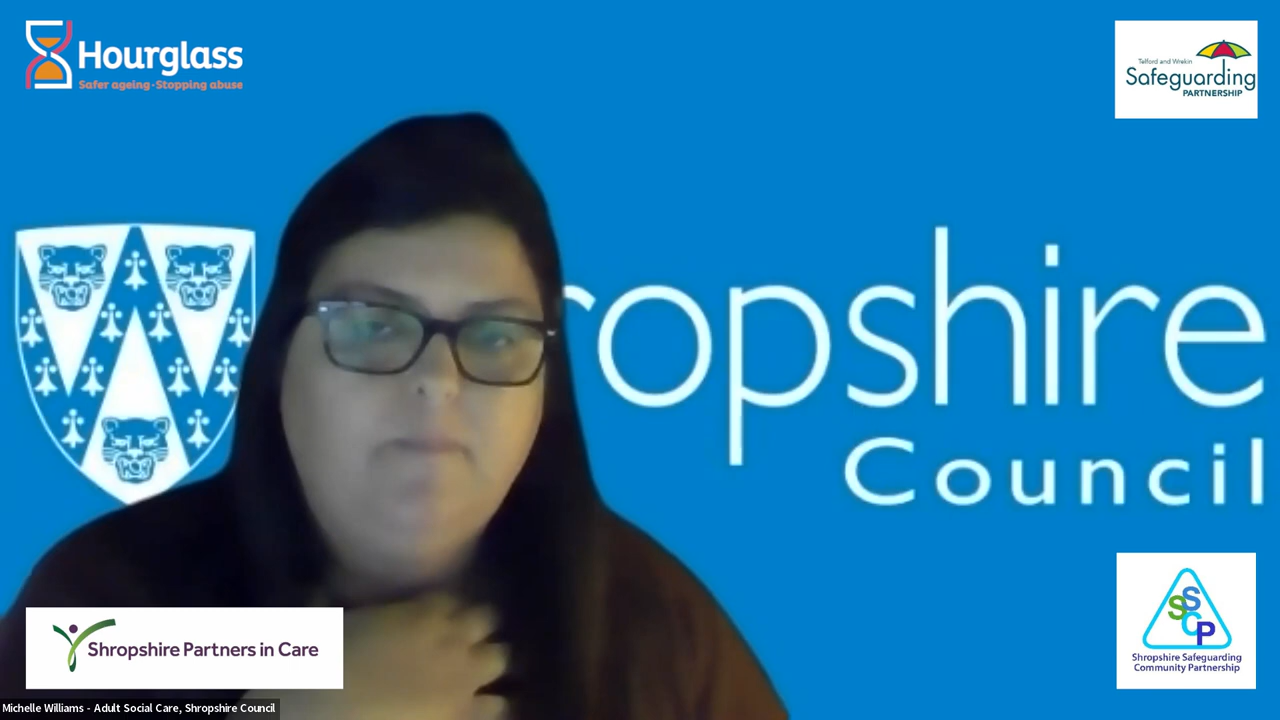 Hourglass
Safer ageing·Stopping abuse
Telford and Wrekin
Safeguarding
PARTNERSHIP
ropshire
Council
SSCP
Shropshire Safeguarding
Community Partnership
Shropshire Partners in Care
Michelle Williams - Adult Social Care, Shropshire Council